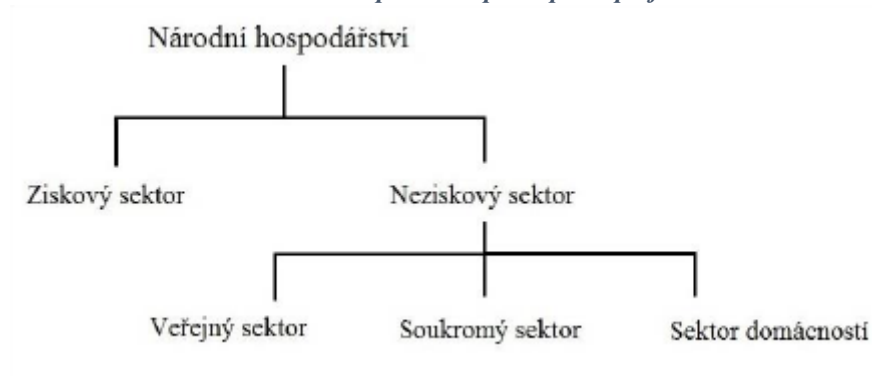 Národní hospodářství
Ziskový sektor Neziskový sektor
Veřejný sektor Soukromý sektor Sektor domácností